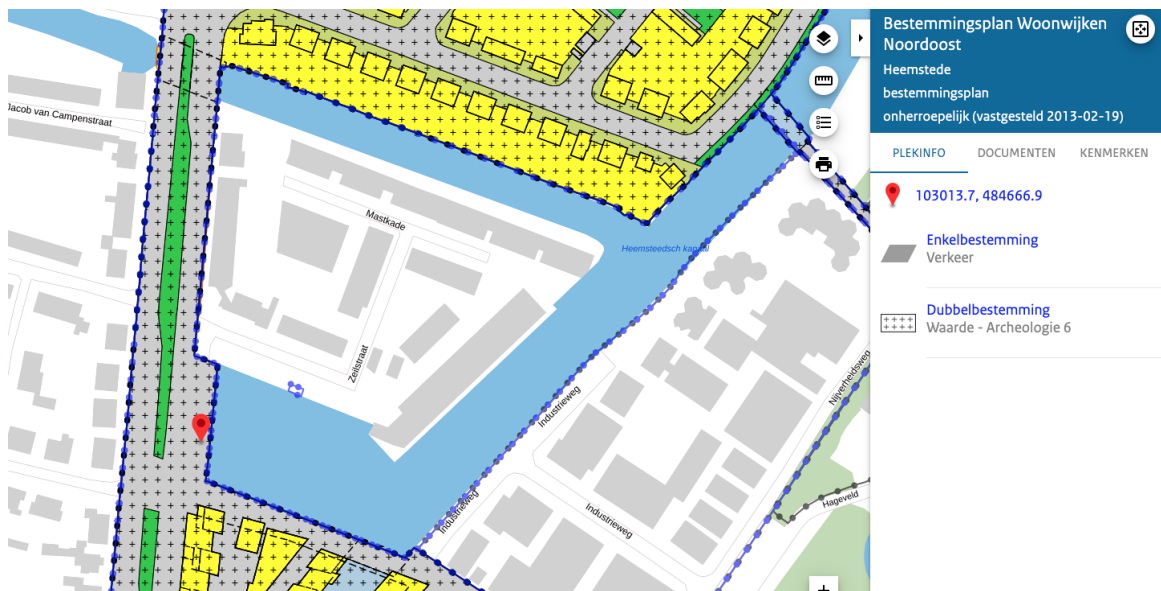 Bestemmingsplan Woonwijken
Noordoost
Heemstede
bestemmingsplan
onherroepelijk (vastgesteld 2013-02-19)
PLEKINFO
DOCUMENTEN
KENMERKEN
103013.7, 484666.9
Enkelbestemming
Verkeer
Dubbelbestemming
Waarde - Archeologie 6
Jacob van Campenstraat
Mastkade
Heemsteedsch kanaal
Zeilstraat
Industrieweg
Nijverheidsweg
Industrieweg
Industrieweg
Hageveld